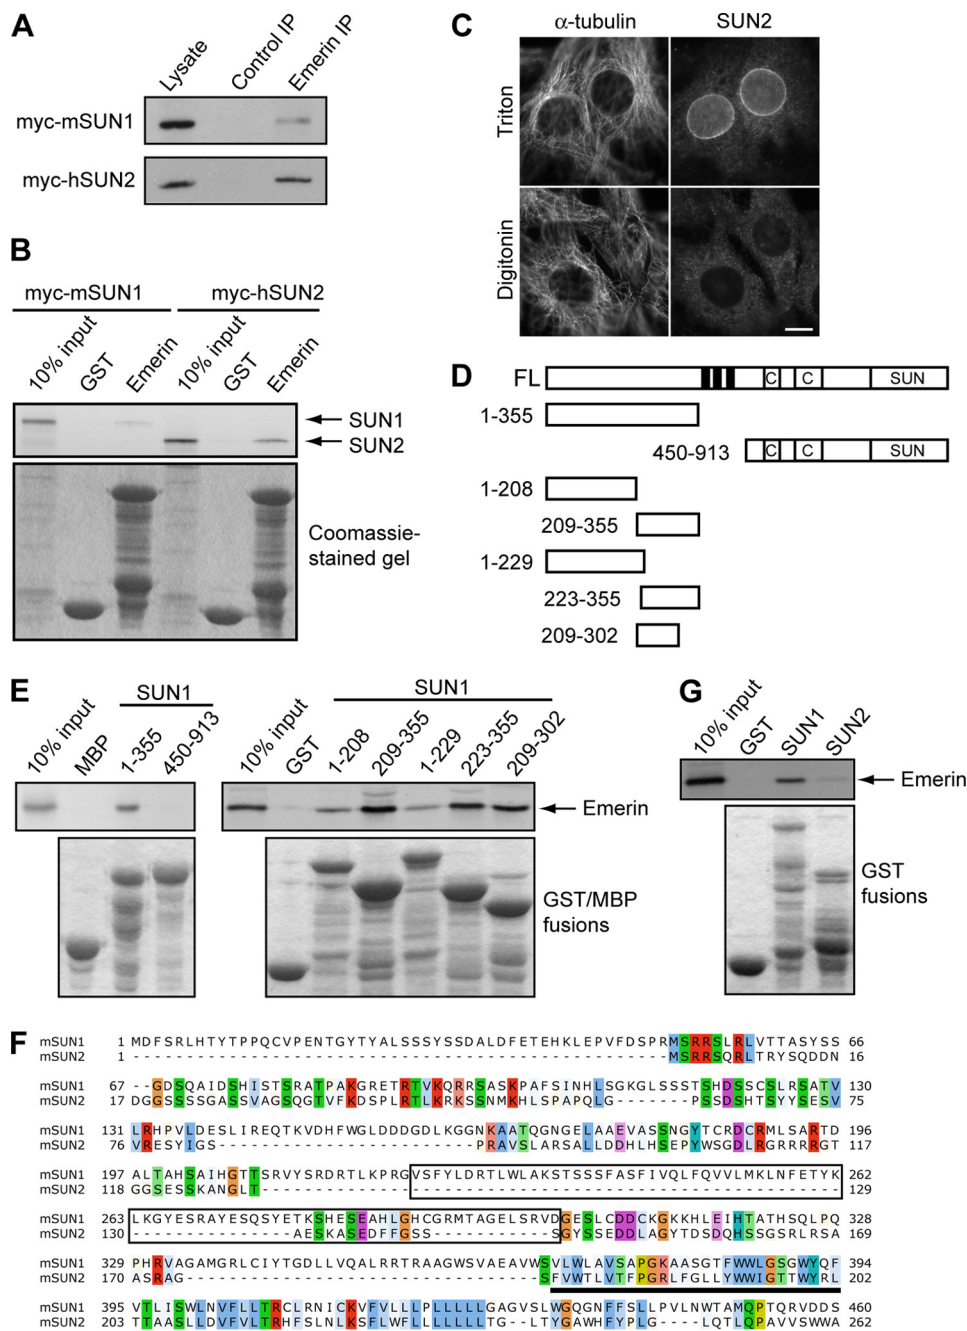 A
Lysate
Control IP
Emerin IP
myc-mSUN1
myc-hSUN2
B
myc-mSUN1 myc-hSUN2
10% input
GST
Emerin
10% input
GST
Emerin
SUN1
SUN2
Coomassie-
stained gel
C
α-tubulin SUN2
Triton
Digitonin
D
FL C C SUN
1-355
450-913 C C SUN
1-208
209-355
1-229
223-355
209-302
E
SUN1
10% input
MBP
1-355
450-913
SUN1
10% input
GST
1-208
209-355
1-229
223-355
209-302
Emerin
GST/MBP
fusions
G
10% input
GST
SUN1
SUN2
Emerin
GST
fusions
F
mSUN1 1 MDFSRLHTYTPPQCVPENTGYTYALSSSYSSDALDFETEHKLEPVFDSPRMSRRSLRLVTTASYSS 66
mSUN2 1 --------------------------------------------------MSRRSQRLTRYSQDDN 16
mSUN1 67 --GDSQAIDSHISTSRATPAKGRETRTVKQRRSASKPAFSINHLSGKGLSSSTSHDSSCSLRSATV 130
mSUN2 17 DGGSSSSGASSVAGSQGTVFKDSPLRTLKRKSSNMKHLSPAPQLG-------PSSDSHTSYYSESV 75
mSUN1 131 LRHPVLDESLIREQTKVDHFWGLDDDGDLKGGNKAATQGNGELAAEVASSNGYTCRDCRMLSARTD 196
mSUN2 76 VRESYIGS------------------------PRAVSLARSALLDDHLHSEPYWSGDLRGRRRRGT 117
mSUN1 197 ALTAHSAIHGTTSRVYSRDRTLKPRGVSFYLDRTLWLAKSTSSSFASFIVQLFQVVLMKLNFETYK 262
mSUN2 118 GGSESSKANGLT------------------------------------------------------ 129
mSUN1 263 LKGYESRAYESQSYETKSHESEAHLGHCGRMTAGELSRVDGESLCDDCKGKKHLEIHTATHSQLPQ 328
mSUN2 130 ----------------AESKASEDFFGSS-----------SGYSSEDDLAGYTDSDQHSSGSRLRSA 169
mSUN1 329 PHRVAGAMGRLCIYTGDLLVQALRRTRAAGWSVAEAVWSVLWLAVSAPGKAASGTFWWLGSGWYQF 394
mSUN2 170 ASRAG---------------------------------SFVWTLVTFPGRLFGLLYWWIGTTWYRL 202
mSUN1 395 VTLISWLNVFLLTRCLRNICKVFVLLLPLLLLLGAGVSLWGQGNFFSLLPVLNWTAMQPTQRVDDS 460
mSUN2 203 TTAASLLDVFVLTRHFSLNLKSFLWFLLLLLLLTG--LTYGAWHFYPLG------LQTLQPAVVSWWA 262